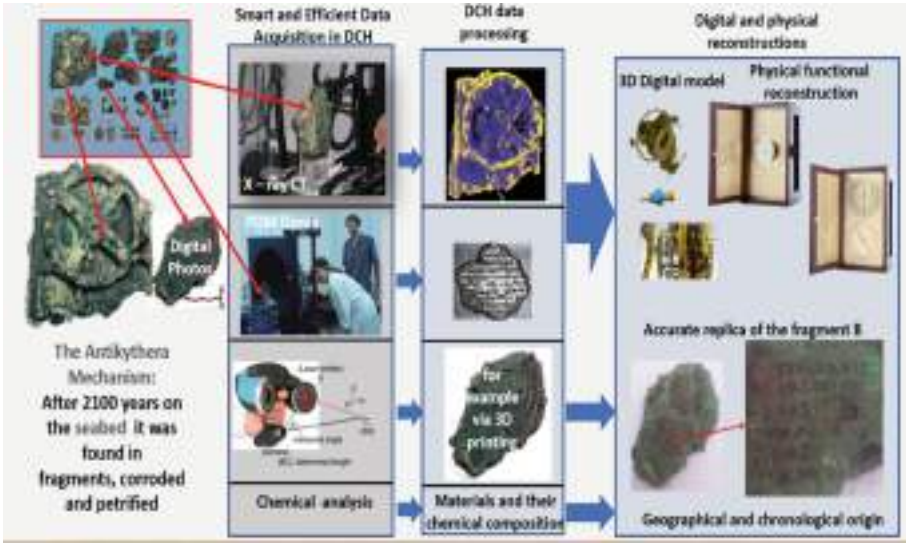 Smart and Efficient Data
Acquisition in DCH
DCH data
processing
Digital and physical
reconstructions
3D Digital model
Physical functional
reconstruction
X – ray CT
Digital
Photos
The Antikythera
Mechanism:
After 2100 years on
the seabed it was
found in
fragments, corroded
and petrified
for
example
via 3D
printing
Accurate replica of the fragment B
Chemical analysis
Materials and their
chemical composition
Geographical and chronological origin